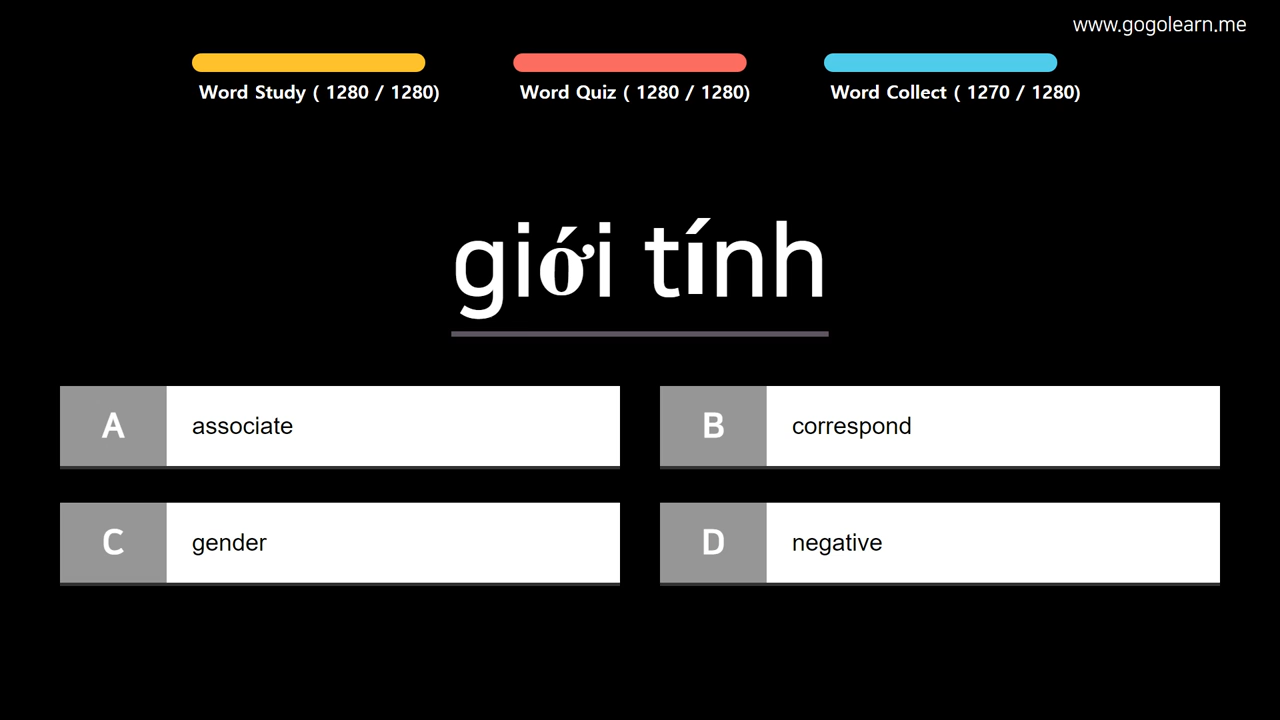 www.gogolearn.me
Word Study ( 1280 / 1280)
Word Quiz ( 1280 / 1280)
Word Collect ( 1270 / 1280)
giới tính
A associate
B correspond
C gender
D negative